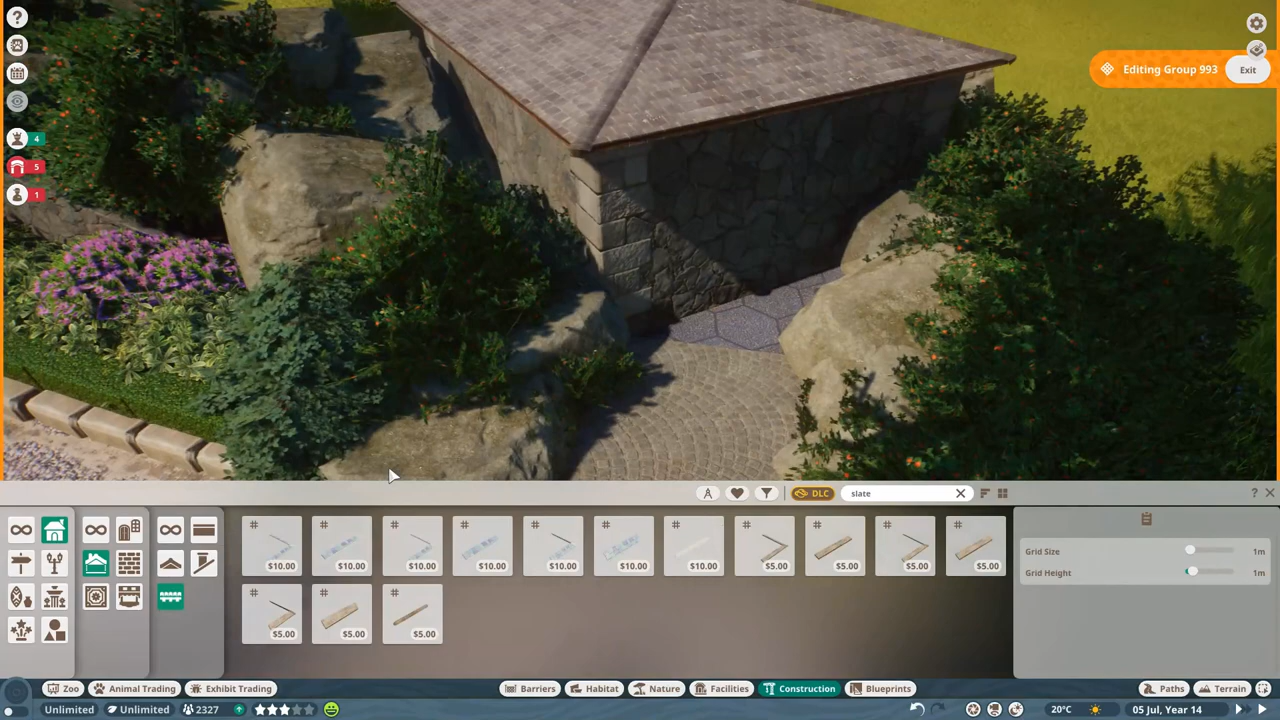 ?
Editing Group 993
Exit
4
5
1
DLC
slate
?
$10.00
$10.00
$10.00
$10.00
$10.00
$10.00
$10.00
$5.00
$5.00
$5.00
$5.00
$5.00
$5.00
$5.00
Grid Size
1m
Grid Height
1m
Zoo
Animal Trading
Exhibit Trading
Barriers
Habitat
Nature
Facilities
Construction
Blueprints
Paths
Terrain
Unlimited
Unlimited
2327
20°C
05 Jul, Year 14